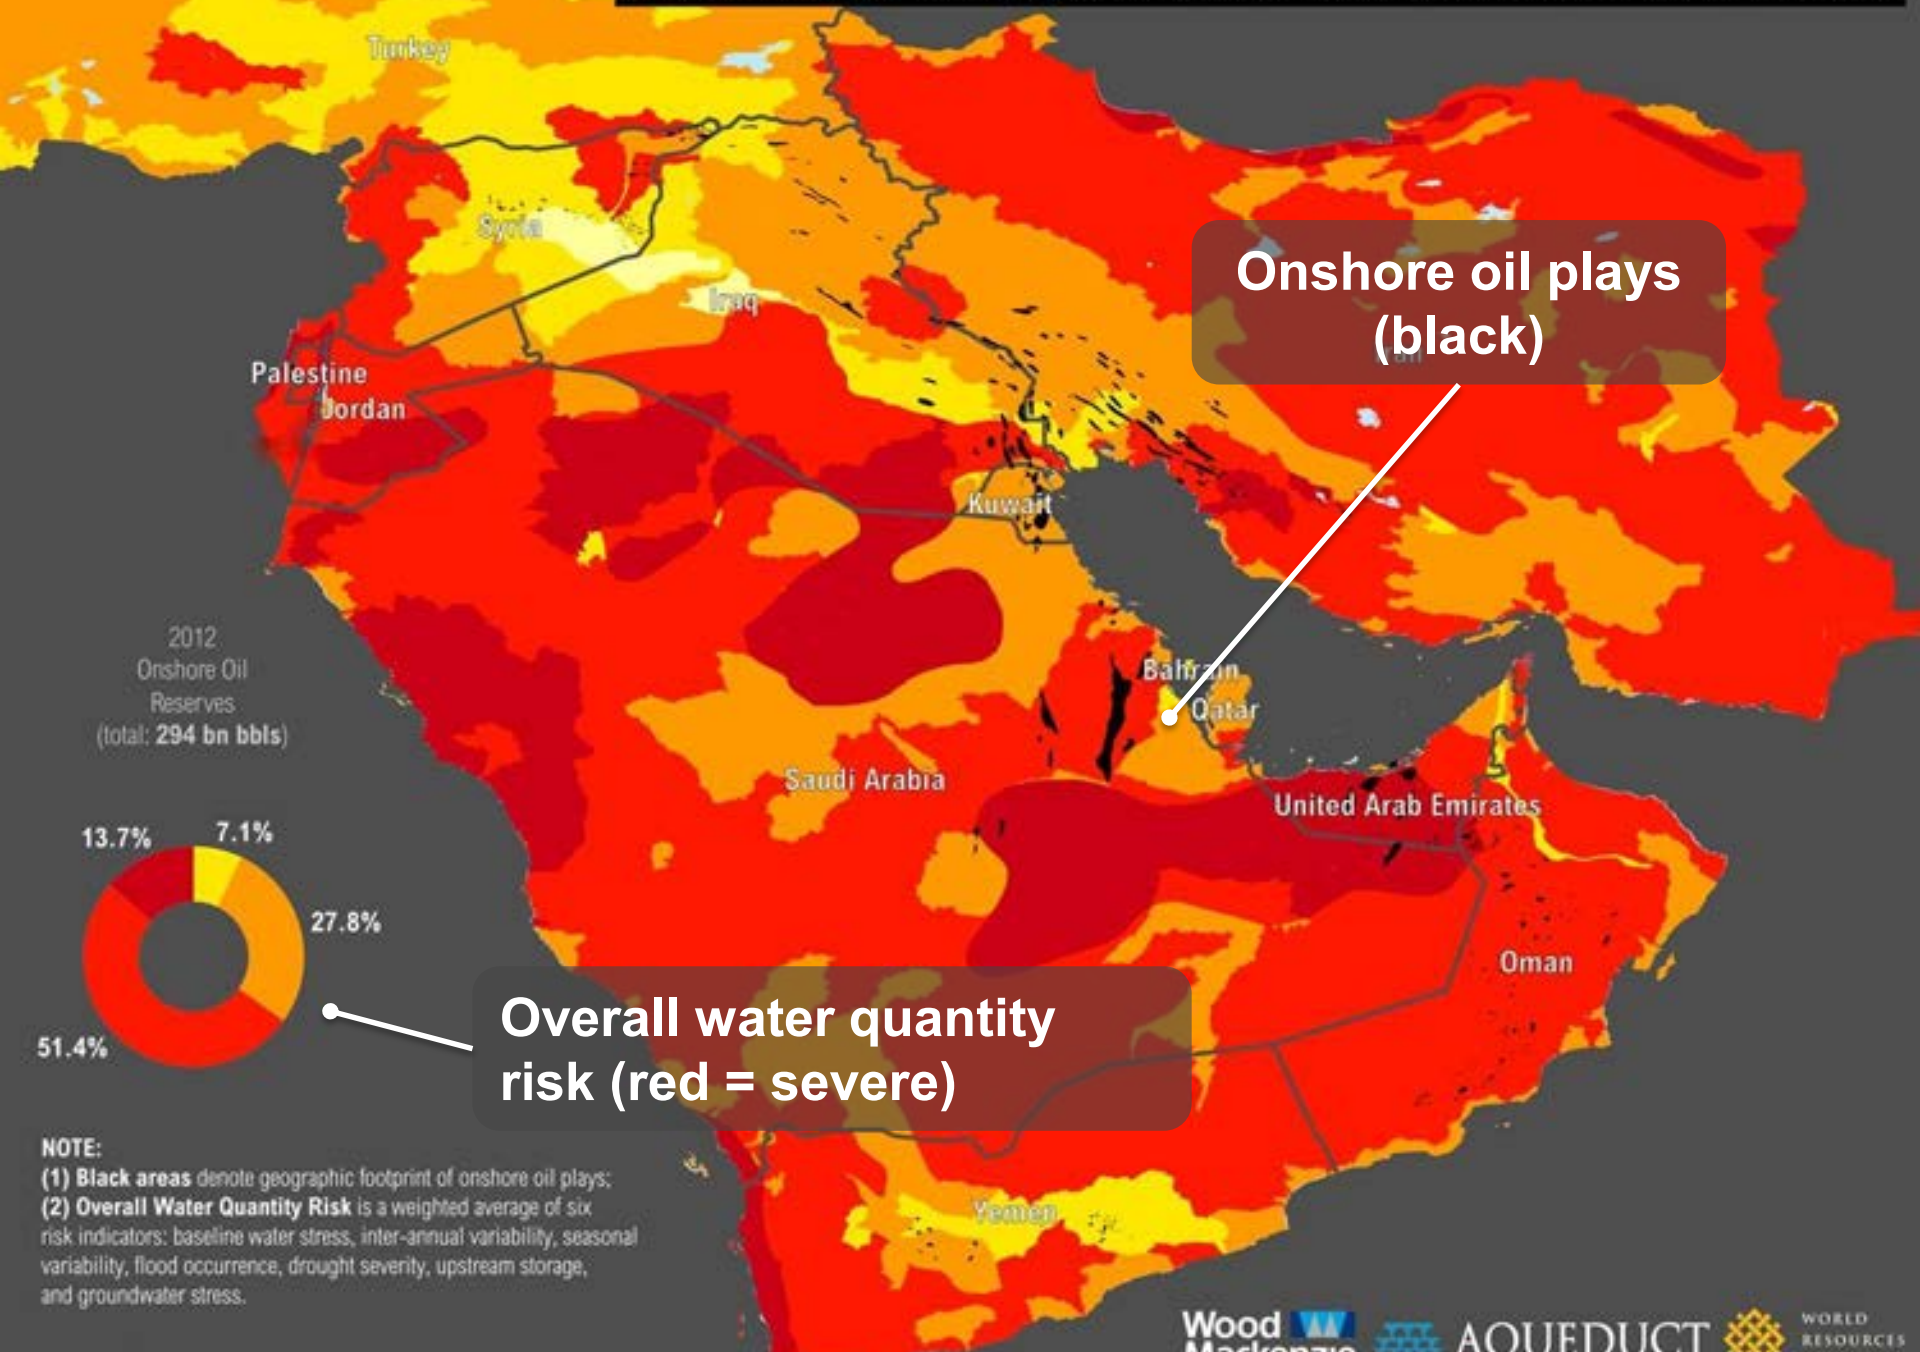 Turkey
Syria
Iraq
Onshore oil plays
(black)
Iran
Palestine
Jordan
Kuwait
2012
Onshore Oil
Reserves
(total: 294 bn bbls)
Bahrain
Qatar
Saudi Arabia
United Arab Emirates
13.7%
7.1%
27.8%
51.4%
Oman
Overall water quantity
risk (red = severe)
NOTE:
(1) Black areas denote geographic footprint of onshore oil plays;
(2) Overall Water Quantity Risk is a weighted average of six
risk indicators: baseline water stress, inter-annual variability, seasonal
variability, flood occurrence, drought severity, upstream storage,
and groundwater stress.
Yemen
Wood
Mackenzie
AQUEDUCT
WORLD
RESOURCES